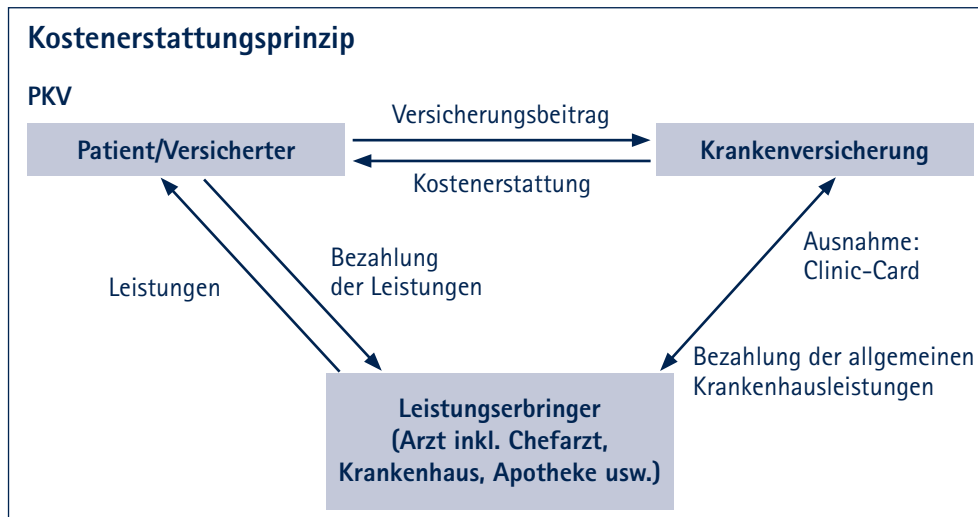 Kostenerstattungsprinzip
PKV
Versicherungsbeitrag
Patient/Versicherter
Krankenversicherung
Kostenerstattung
Ausnahme:
Clinic-Card
Bezahlung
der Leistungen
Leistungen
Bezahlung der allgemeinen
Krankenhausleistungen
Leistungserbringer
(Arzt inkl. Chefarzt,
Krankenhaus, Apotheke usw.)